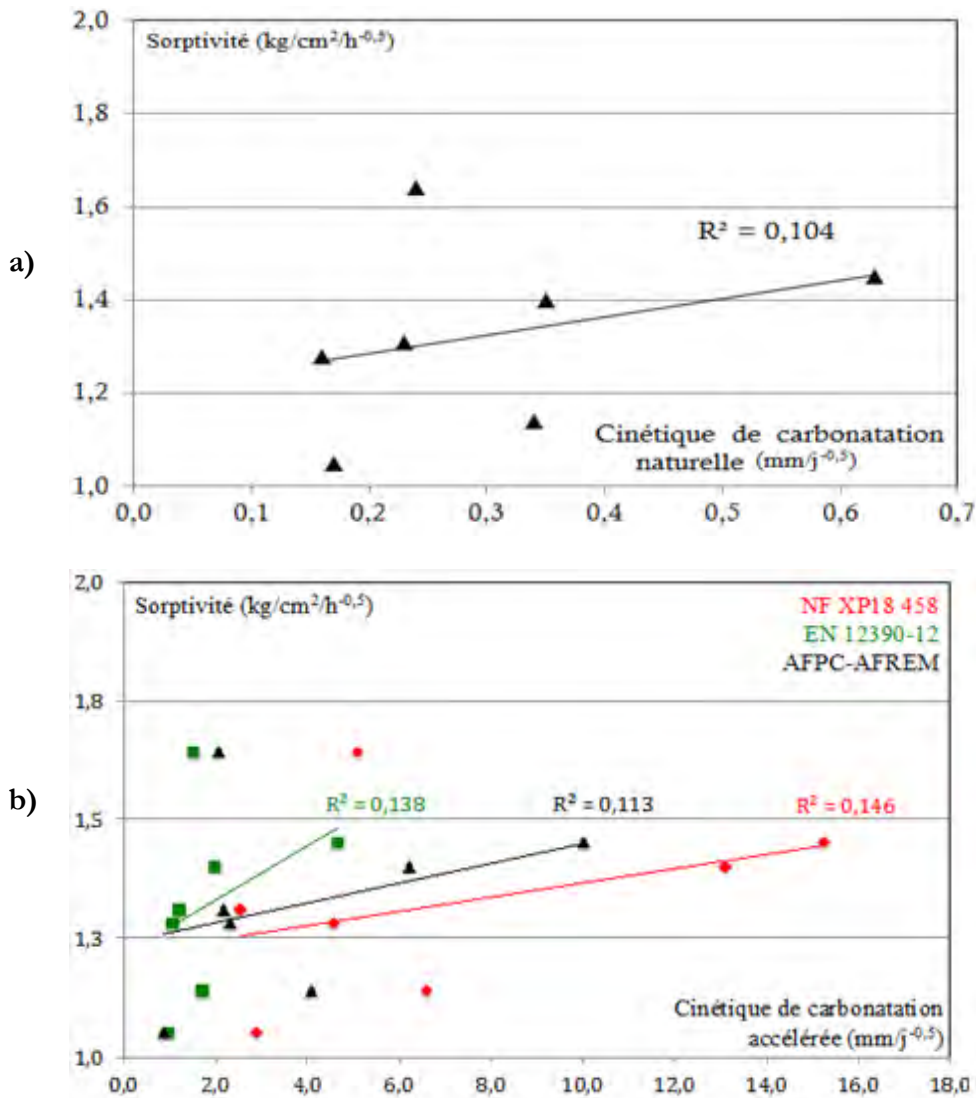 a)
Sorptivité (kg/cm²/h⁻⁰,⁵)
2,0
1,8
1,6
1,4
1,2
1,0
R² = 0,104
Cinétique de carbonatation
naturelle (mm/j⁻⁰,⁵)
0,0 0,1 0,2 0,3 0,4 0,5 0,6 0,7
b)
Sorptivité (kg/cm²/h⁻⁰,⁵)
NF XP18 458
EN 12390-12
AFPC-AFREM
2,0
1,8
1,5
1,3
1,0
R² = 0,138 R² = 0,113 R² = 0,146
Cinétique de carbonatation
accélérée (mm/j⁻⁰,⁵)
0,0 2,0 4,0 6,0 8,0 10,0 12,0 14,0 16,0 18,0